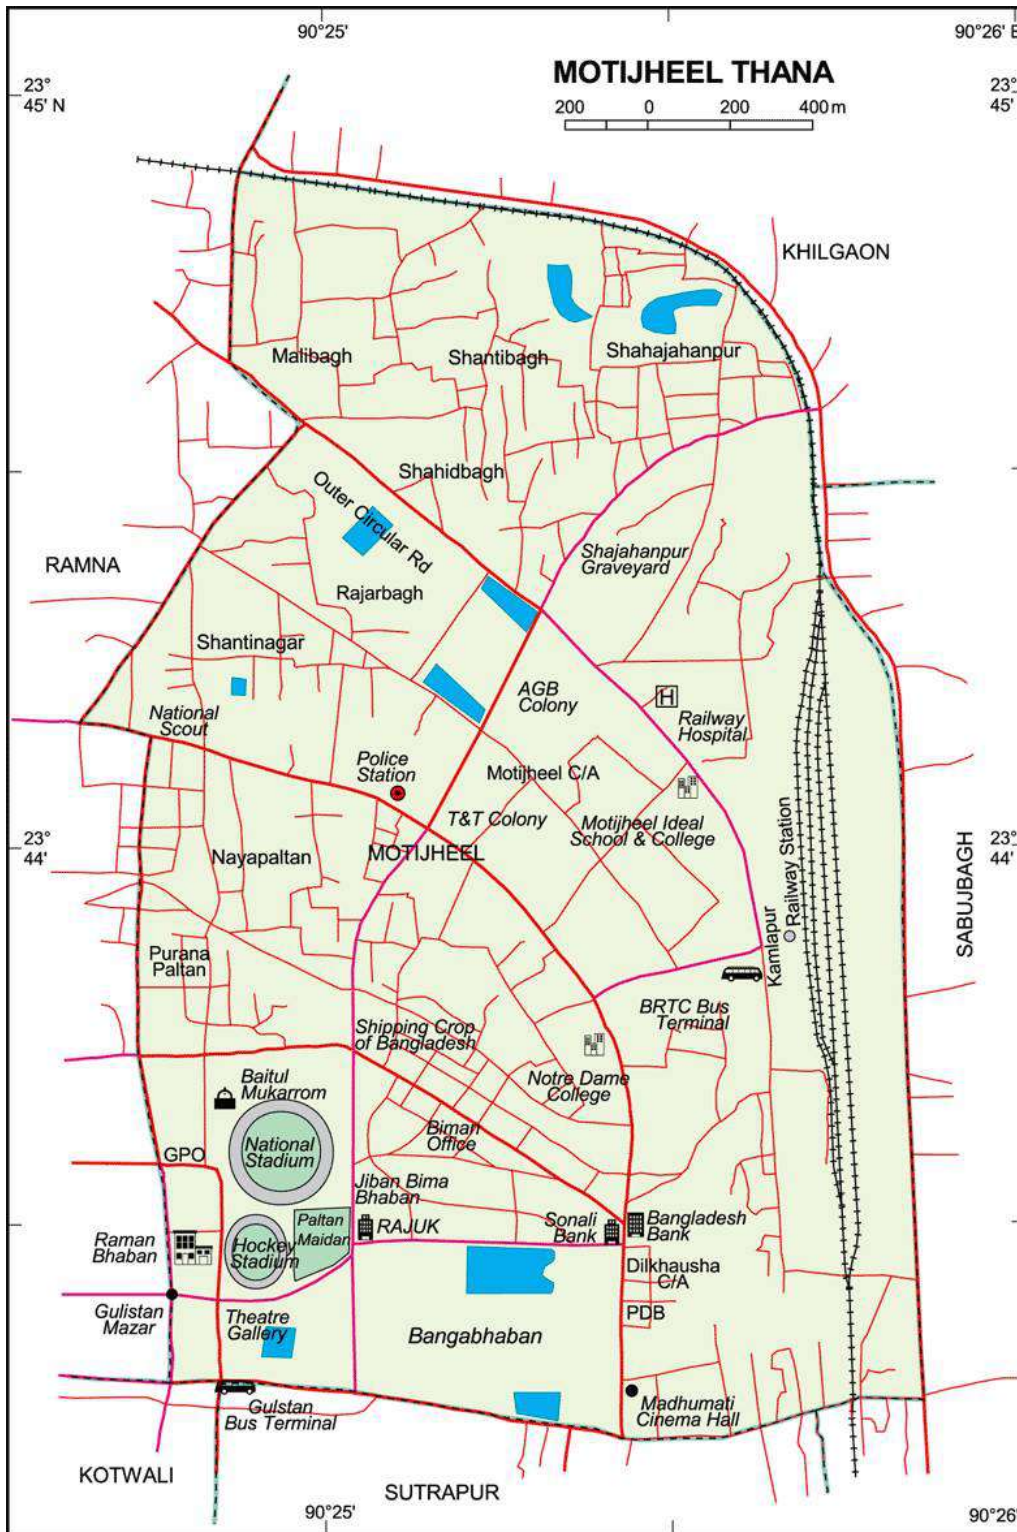 90°25'
90°26' E
MOTIJHEEL THANA
23°
45' N
23°
45'
200 0 200 400 m
KHILGAON
Malibagh
Shantibagh
Shahajahanpur
Shahidbagh
Outer Circular Rd
Shajahanpur
Graveyard
RAMNA
Rajarbagh
Shantinagar
AGB
Colony
National
Scout
H
Railway
Hospital
Police
Station
Motijheel C/A
T&T Colony
Motijheel Ideal
School & College
MOTIJHEEL
Nayapaltan
23°
44'
23°
44'
Railway Station
Kamlapur
SABUJBAGH
Purana
Paltan
BRTC Bus
Terminal
Shipping Crop
of Bangladesh
Baitul
Mukarrom
Notre Dame
College
Biman
Office
National
Stadium
GPO
Jiban Bima
Bhaban
Paltan
Maidan
RAJUK
Sonali
Bank
Bangladesh
Bank
Raman
Bhaban
Hockey
Stadium
Dilkhausha
C/A
Gulistan
Mazar
Theatre
Gallery
PDB
Bangabhaban
Gulstan
Bus Terminal
Madhumati
Cinema Hall
KOTWALI
SUTRAPUR
90°25'
90°26'